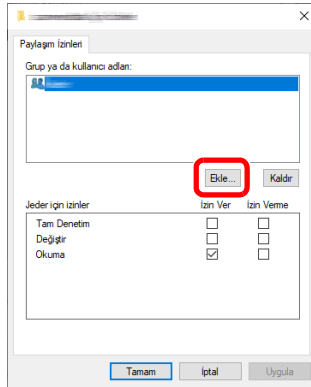 Paylaşım İzinleri
Grup ya da kullanıcı adları:
Ekle...
Kaldır
Jeder için izinler
İzin Ver
İzin Verme
Tam Denetim
Değiştir
Okuma
Tamam
İptal
Uygula